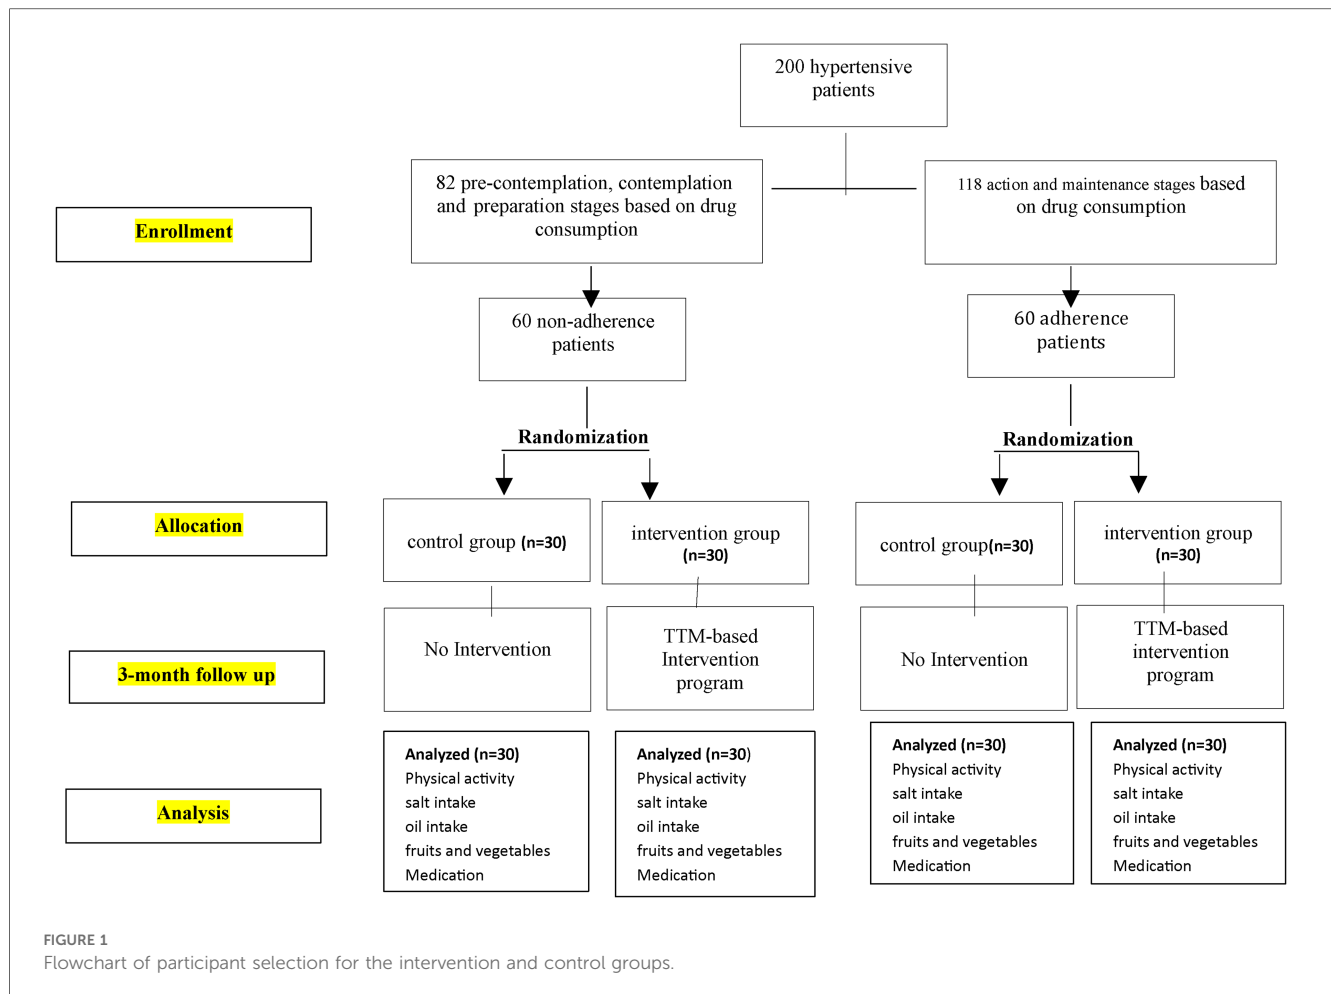 200 hypertensive
patients
82 pre-contemplation, contemplation
and preparation stages based on drug
consumption
118 action and maintenance stages based
on drug consumption
Enrollment
60 non-adherence
patients
60 adherence
patients
Randomization
Randomization
Allocation
control group (n=30)
intervention group
(n=30)
control group(n=30)
intervention group
(n=30)
3-month follow up
No Intervention
TTM-based
Intervention
program
No Intervention
TTM-based
intervention
program
Analysis
Analyzed (n=30)
Physical activity
salt intake
oil intake
fruits and vegetables
Medication
Analyzed (n=30)
Physical activity
salt intake
oil intake
fruits and vegetables
Medication
Analyzed (n=30)
Physical activity
salt intake
oil intake
fruits and vegetables
Medication
Analyzed (n=30)
Physical activity
salt intake
oil intake
fruits and vegetables
Medication
FIGURE 1
Flowchart of participant selection for the intervention and control groups.